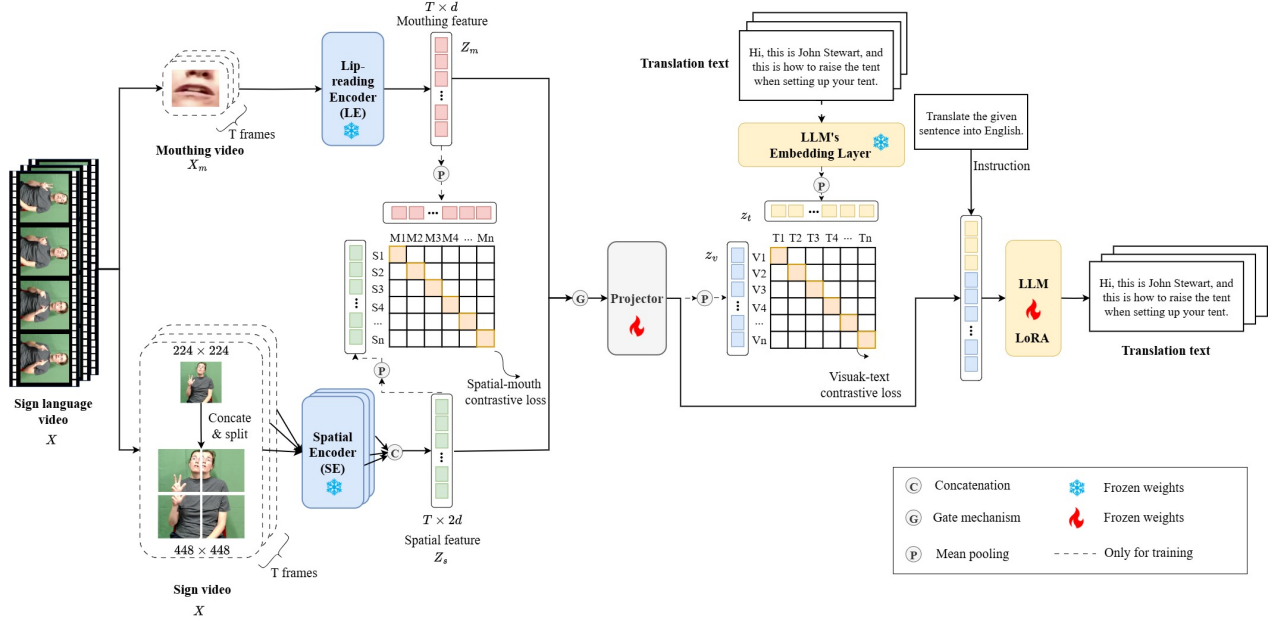 T × d
Mouthing feature
Z_m
Lip-
reading
Encoder
(LE)
T frames
Mouthing video
X_m
P
M1 M2 M3 M4 ... Mn
S1
S2
S3
S4
...
Sn
P
Spatial-mouth
contrastive loss
Sign language
video
X
224 × 224
Concate
& split
448 × 448
T frames
Sign video
X
Spatial
Encoder
(SE)
C
T × 2d
Spatial feature
Z_s
G
Projector
P
Translation text
Hi, this is John Stewart, and
this is how to raise the tent
when setting up your tent.
LLM's
Embedding Layer
P
z_t
z_v
T1 T2 T3 T4 ... Tn
V1
V2
V3
V4
...
Vn
Visuak-text
contrastive loss
Translate the given
sentence into English.
Instruction
LLM
LoRA
Hi, this is John Stewart, and
this is how to raise the tent
when setting up your tent.
Translation text
C Concatenation
Frozen weights
G Gate mechanism
Frozen weights
P Mean pooling
Only for training